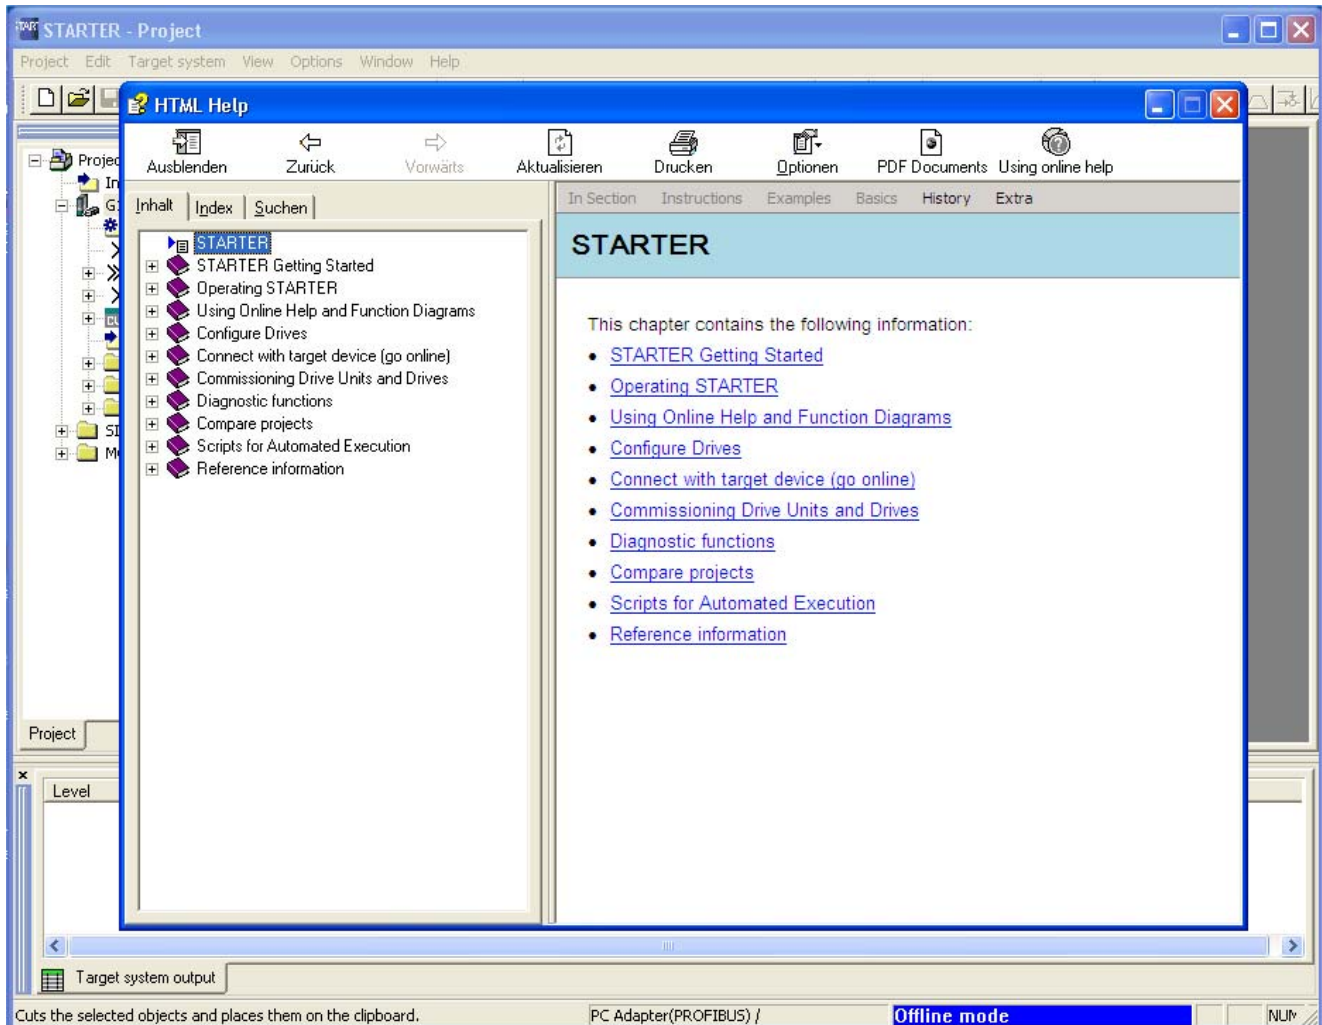 STARTER - Project
Project Edit Target system View Options Window Help
HTML Help
Ausblenden Zurück Vorwärts Aktualisieren Drucken Optionen PDF Documents Using online help
Inhalt Index Suchen
In Section Instructions Examples Basics History Extra
STARTER
STARTER Getting Started
Operating STARTER
Using Online Help and Function Diagrams
Configure Drives
Connect with target device (go online)
Commissioning Drive Units and Drives
Diagnostic functions
Compare projects
Scripts for Automated Execution
Reference information
STARTER
This chapter contains the following information:
• STARTER Getting Started
• Operating STARTER
• Using Online Help and Function Diagrams
• Configure Drives
• Connect with target device (go online)
• Commissioning Drive Units and Drives
• Diagnostic functions
• Compare projects
• Scripts for Automated Execution
• Reference information
Project
Level
Target system output
Cuts the selected objects and places them on the clipboard. PC Adapter(PROFIBUS) / Offline mode